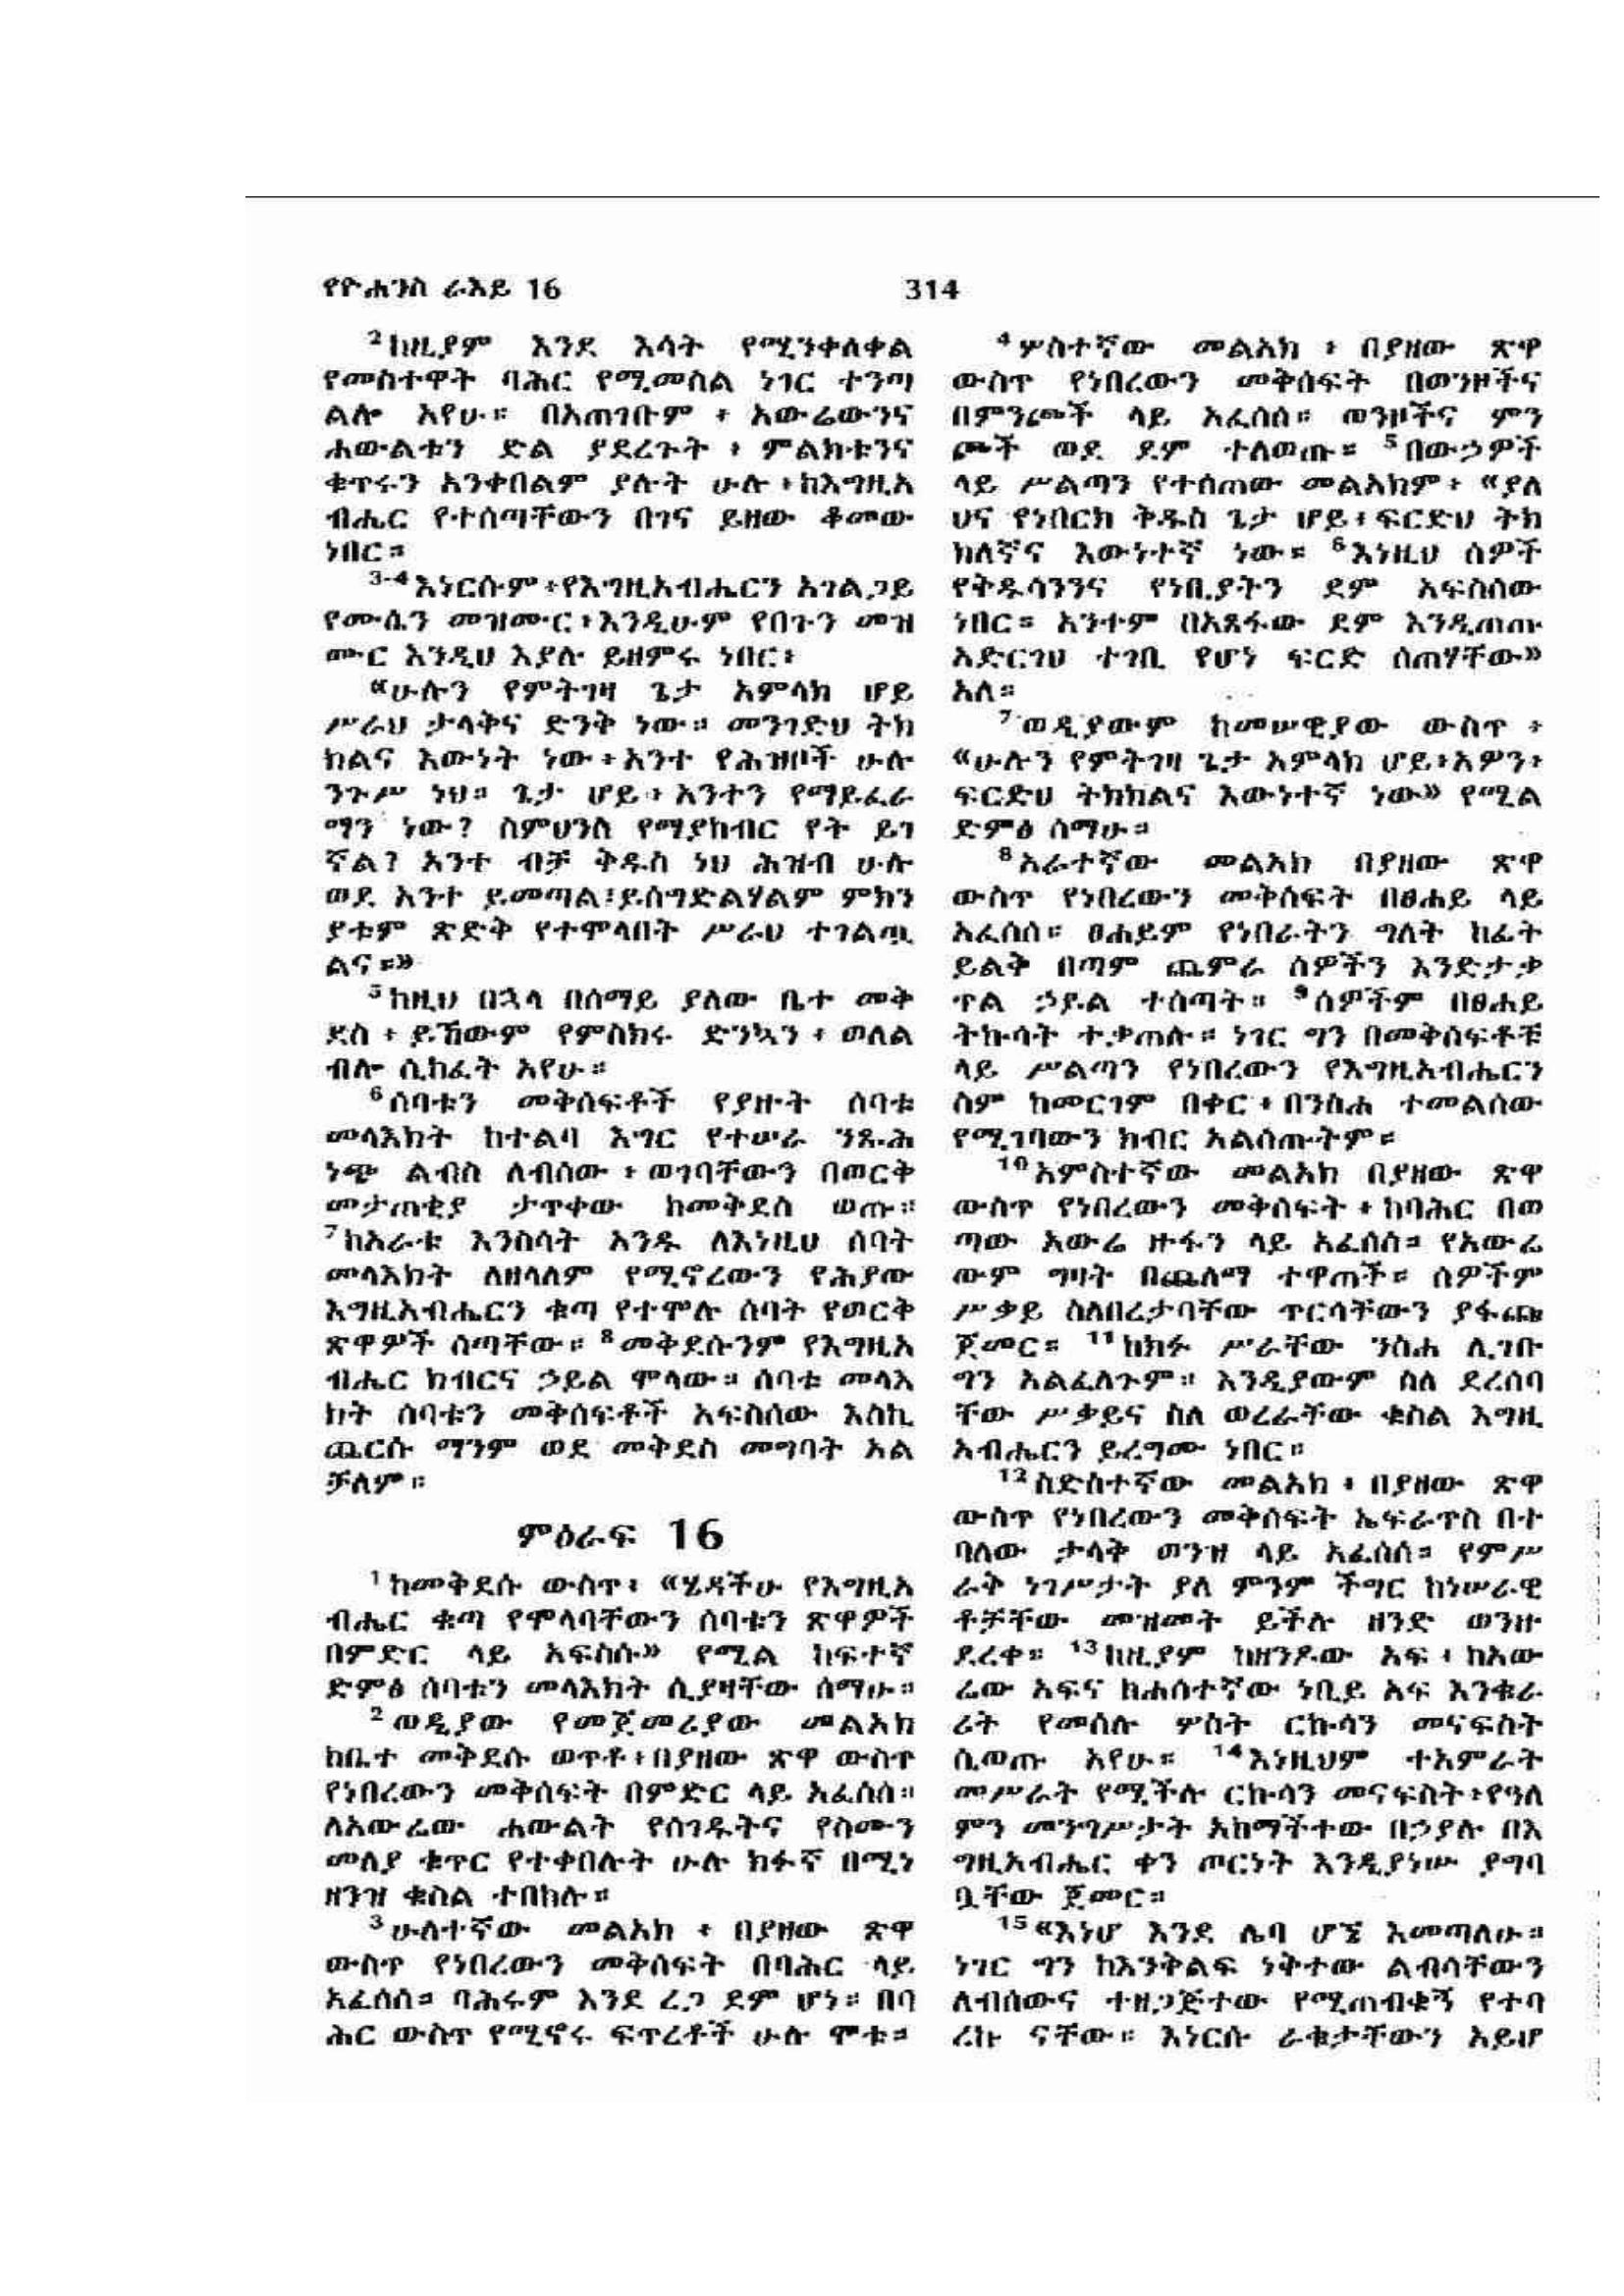 የዮሐንስ ራእይ 16
314
²ከዚያም እንደ እሳት የሚንቀለቀል
የመስተዋት ባሕር የሚመስል ነገር ተንጣ
ልሎ አየሁ። በአጠገቡም ፥ አውሬውንና
ሐውልቱን ድል ያደረጉት ፥ ምልክቱንና
ቁጥሩን አንቀበልም ያሉት ሁሉ ፥ ከእግዚአ
ብሔር የተሰጣቸውን በገና ይዘው ቆመው
ነበር።
³⁻⁴እነርሱም ፥ የእግዚአብሔርን አገልጋይ
የሙሴን መዝሙር ፥ እንዲሁም የበጉን መዝ
ሙር እንዲህ እያሉ ይዘምሩ ነበር ፥
«ሁሉን የምትገዛ ጌታ አምላክ ሆይ
ሥራህ ታላቅና ድንቅ ነው። መንገድህ ትክ
ክልና እውነት ነው ፥ አንተ የሕዝቦች ሁሉ
ንጉሥ ነህ። ጌታ ሆይ ፥ አንተን የማይፈራ
ማን ነው? ስምህንስ የማያከብር የት ይገ
ኛል? አንተ ብቻ ቅዱስ ነህ ሕዝብ ሁሉ
ወደ አንተ ይመጣል፤ ይሰግድልሃልም ምክን
ያቱም ጽድቅ የተሞላበት ሥራህ ተገልጧ
ልና።»
⁵ከዚህ በኋላ በሰማይ ያለው ቤተ መቅ
ደስ ፥ ይኸውም የምስክሩ ድንኳን ፥ ወለል
ብሎ ሲከፈት አየሁ።
⁶ሰባቱን መቅሰፍቶች የያዙት ሰባቱ
መላእክት ከተልባ እግር የተሠራ ንጹሕ
ነጭ ልብስ ለብሰው ፥ ወገባቸውን በወርቅ
መታጠቂያ ታጥቀው ከመቅደስ ወጡ።
⁷ከአራቱ እንስሳት አንዱ ለእነዚህ ሰባት
መላእክት ለዘላለም የሚኖረውን የሕያው
እግዚአብሔርን ቁጣ የተሞሉ ሰባት የወርቅ
ጽዋዎች ሰጣቸው። ⁸መቅደሱንም የእግዚአ
ብሔር ክብርና ኃይል ሞላው። ሰባቱ መላእ
ክት ሰባቱን መቅሰፍቶች አፍስሰው እስኪ
ጨርሱ ማንም ወደ መቅደስ መግባት አል
ቻለም።
ምዕራፍ 16
¹ከመቅደሱ ውስጥ ፥ «ሄዳችሁ የእግዚአ
ብሔር ቁጣ የሞላባቸውን ሰባቱን ጽዋዎች
በምድር ላይ አፍስሱ» የሚል ከፍተኛ
ድምፅ ሰባቱን መላእክት ሲያዛቸው ሰማሁ።
²ወዲያው የመጀመሪያው መልአክ
ከቤተ መቅደሱ ወጥቶ ፥ በያዘው ጽዋ ውስጥ
የነበረውን መቅሰፍት በምድር ላይ አፈሰሰ።
ለአውሬው ሐውልት የሰገዱትና የስሙን
መለያ ቁጥር የተቀበሉት ሁሉ ክፉኛ በሚነ
ዘንዝ ቁስል ተበከሉ።
³ሁለተኛው መልአክ ፥ በያዘው ጽዋ
ውስጥ የነበረውን መቅሰፍት በባሕር ላይ
አፈሰሰ። ባሕሩም እንደ ረጋ ደም ሆነ። በባ
ሕር ውስጥ የሚኖሩ ፍጥረቶች ሁሉ ሞቱ።
⁴ሦስተኛው መልአክ ፥ በያዘው ጽዋ
ውስጥ የነበረውን መቅሰፍት በወንዞችና
በምንጮች ላይ አፈሰሰ። ወንዞችና ምን
ጮች ወደ ደም ተለወጡ። ⁵በውኃዎች
ላይ ሥልጣን የተሰጠው መልአክም ፥ «ያለ
ህና የነበርክ ቅዱስ ጌታ ሆይ ፥ ፍርድህ ትክ
ክለኛና እውነተኛ ነው። ⁶እነዚህ ሰዎች
የቅዱሳንንና የነቢያትን ደም አፍስሰው
ነበር። አንተም በአጸፋው ደም እንዲጠጡ
አድርገህ ተገቢ የሆነ ፍርድ ሰጠሃቸው»
አለ።
⁷ወዲያውም ከመሠዊያው ውስጥ ፥
«ሁሉን የምትገዛ ጌታ አምላክ ሆይ ፥ አዎን ፥
ፍርድህ ትክክልና እውነተኛ ነው» የሚል
ድምፅ ሰማሁ።
⁸አራተኛው መልአክ በያዘው ጽዋ
ውስጥ የነበረውን መቅሰፍት በፀሐይ ላይ
አፈሰሰ። ፀሐይም የነበራትን ግለት ከፊት
ይልቅ በጣም ጨምራ ሰዎችን እንድታቃ
ጥል ኃይል ተሰጣት። ⁹ሰዎችም በፀሐይ
ትኩሳት ተቃጠሉ። ነገር ግን በመቅሰፍቶቹ
ላይ ሥልጣን የነበረውን የእግዚአብሔርን
ስም ከመርገም በቀር ፥ በንስሐ ተመልሰው
የሚገባውን ክብር አልሰጡትም።
¹⁰አምስተኛው መልአክ በያዘው ጽዋ
ውስጥ የነበረውን መቅሰፍት ፥ ከባሕር በወ
ጣው አውሬ ዙፋን ላይ አፈሰሰ። የአውሬ
ውም ግዛት በጨለማ ተዋጠች። ሰዎችም
ሥቃይ ስለበረታባቸው ጥርሳቸውን ያፋጩ
ጀመር። ¹¹ከክፉ ሥራቸው ንስሐ ሊገቡ
ግን አልፈለጉም። እንዲያውም ስለ ደረሰባ
ቸው ሥቃይና ስለ ወረራቸው ቁስል እግዚ
አብሔርን ይረግሙ ነበር።
¹²ስድስተኛው መልአክ ፥ በያዘው ጽዋ
ውስጥ የነበረውን መቅሰፍት ኤፍራጥስ በተ
ባለው ታላቅ ወንዝ ላይ አፈሰሰ። የምሥ
ራቅ ነገሥታት ያለ ምንም ችግር ከነሠራዊ
ቶቻቸው መዝመት ይችሉ ዘንድ ወንዙ
ደረቀ። ¹³ከዚያም ከዘንዶው አፍ ፥ ከአው
ሬው አፍና ከሐሰተኛው ነቢይ አፍ እንቁራ
ሪት የመሰሉ ሦስት ርኩሳን መናፍስት
ሲወጡ አየሁ። ¹⁴እነዚህም ተአምራት
መሥራት የሚችሉ ርኩሳን መናፍስት ፥ የዓለ
ምን መንግሥታት አከማችተው በኃያሉ በእ
ግዚአብሔር ቀን ጦርነት እንዲያነሡ ያግባ
ቧቸው ጀመር።
¹⁵«እነሆ እንደ ሌባ ሆኜ እመጣለሁ።
ነገር ግን ከእንቅልፍ ነቅተው ልብሳቸውን
ለብሰውና ተዘጋጅተው የሚጠብቁኝ የተባ
ረኩ ናቸው። እነርሱ ራቁታቸውን አይሆ